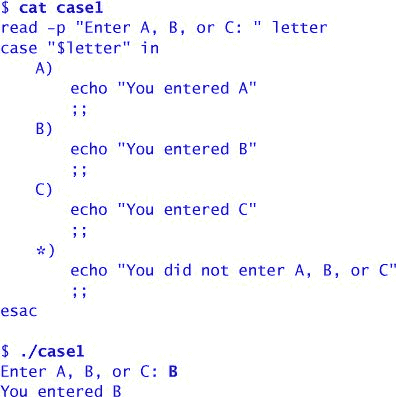 $ cat case1
read -p "Enter A, B, or C: " letter
case "$letter" in
A)
echo "You entered A"
;;
B)
echo "You entered B"
;;
C)
echo "You entered C"
;;
*)
echo "You did not enter A, B, or C"
;;
esac
$ ./case1
Enter A, B, or C: B
You entered B